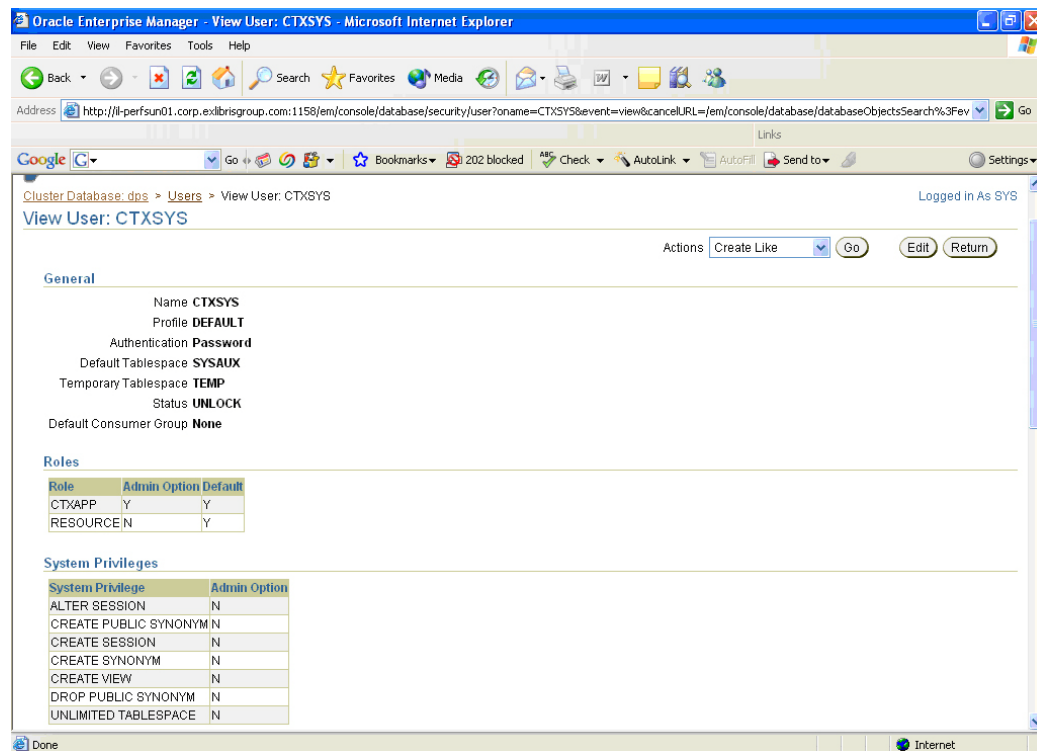 Oracle Enterprise Manager - View User: CTXSYS - Microsoft Internet Explorer
File Edit View Favorites Tools Help
Back Search Favorites Media
Address http://il-perfsun01.corp.exlibrisgroup.com:1158/em/console/database/security/user?oname=CTXSYS&event=view&cancelURL=/em/console/database/databaseObjectsSearch%3Fev Go
Links
Google G Go Bookmarks 202 blocked ABC Check AutoLink AutoFill Send to Settings
Cluster Database: dps > Users > View User: CTXSYS Logged in As SYS
View User: CTXSYS
Actions Create Like Go Edit Return
General
Name CTXSYS
Profile DEFAULT
Authentication Password
Default Tablespace SYSAUX
Temporary Tablespace TEMP
Status UNLOCK
Default Consumer Group None
Roles
Role Admin Option Default
CTXAPP Y Y
RESOURCE N Y
System Privileges
System Privilege Admin Option
ALTER SESSION N
CREATE PUBLIC SYNONYM N
CREATE SESSION N
CREATE SYNONYM N
CREATE VIEW N
DROP PUBLIC SYNONYM N
UNLIMITED TABLESPACE N
Done Internet